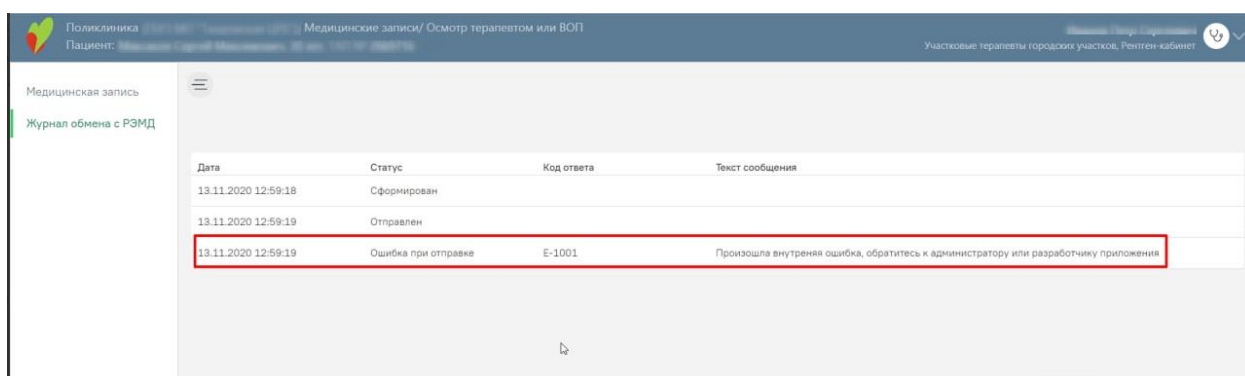 Поликлиника Медицинские записи/ Осмотр терапевтом или ВОП
Пациент:
Участковые терапевты городских участков, Рентген-кабинет
Медицинская запись
Журнал обмена с РЭМД
Дата Статус Код ответа Текст сообщения
13.11.2020 12:59:18 Сформирован
13.11.2020 12:59:19 Отправлен
13.11.2020 12:59:19 Ошибка при отправке E-1001 Произошла внутреняя ошибка, обратитесь к администратору или разработчику приложения